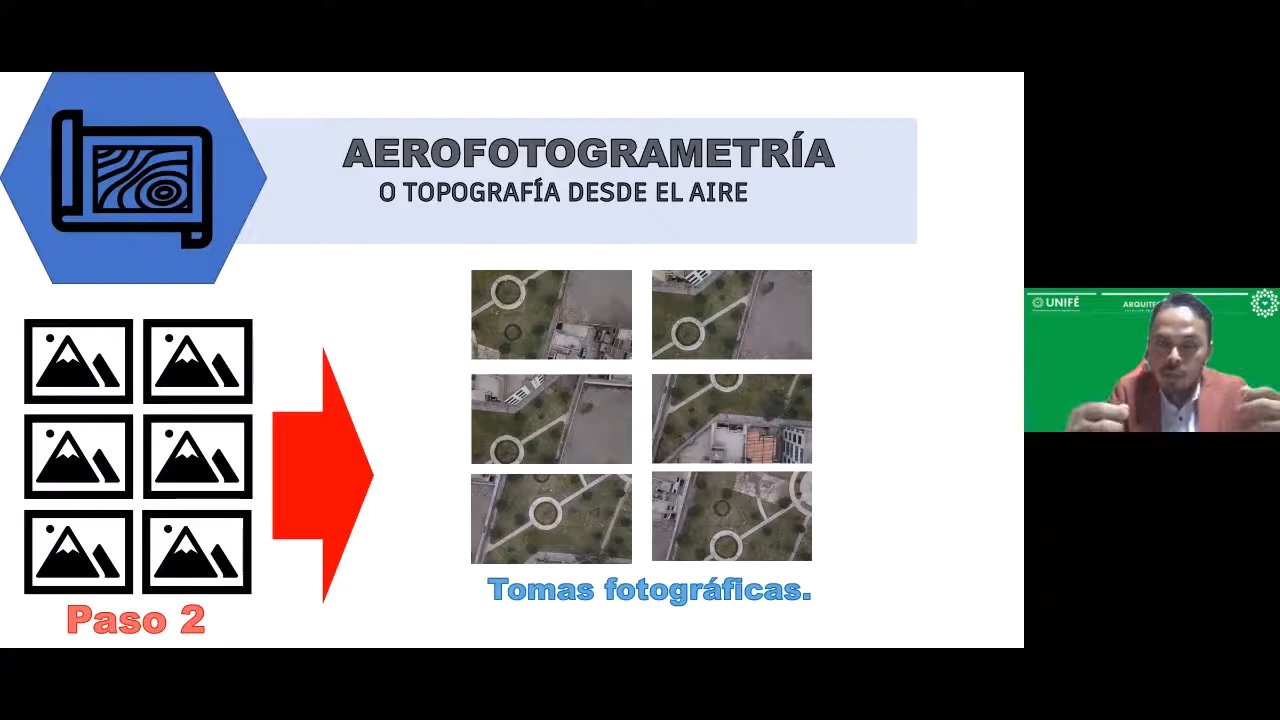 AEROFOTOGRAMETRÍA
O TOPOGRAFÍA DESDE EL AIRE
UNIFÉ
Tomas fotográficas.
Paso 2